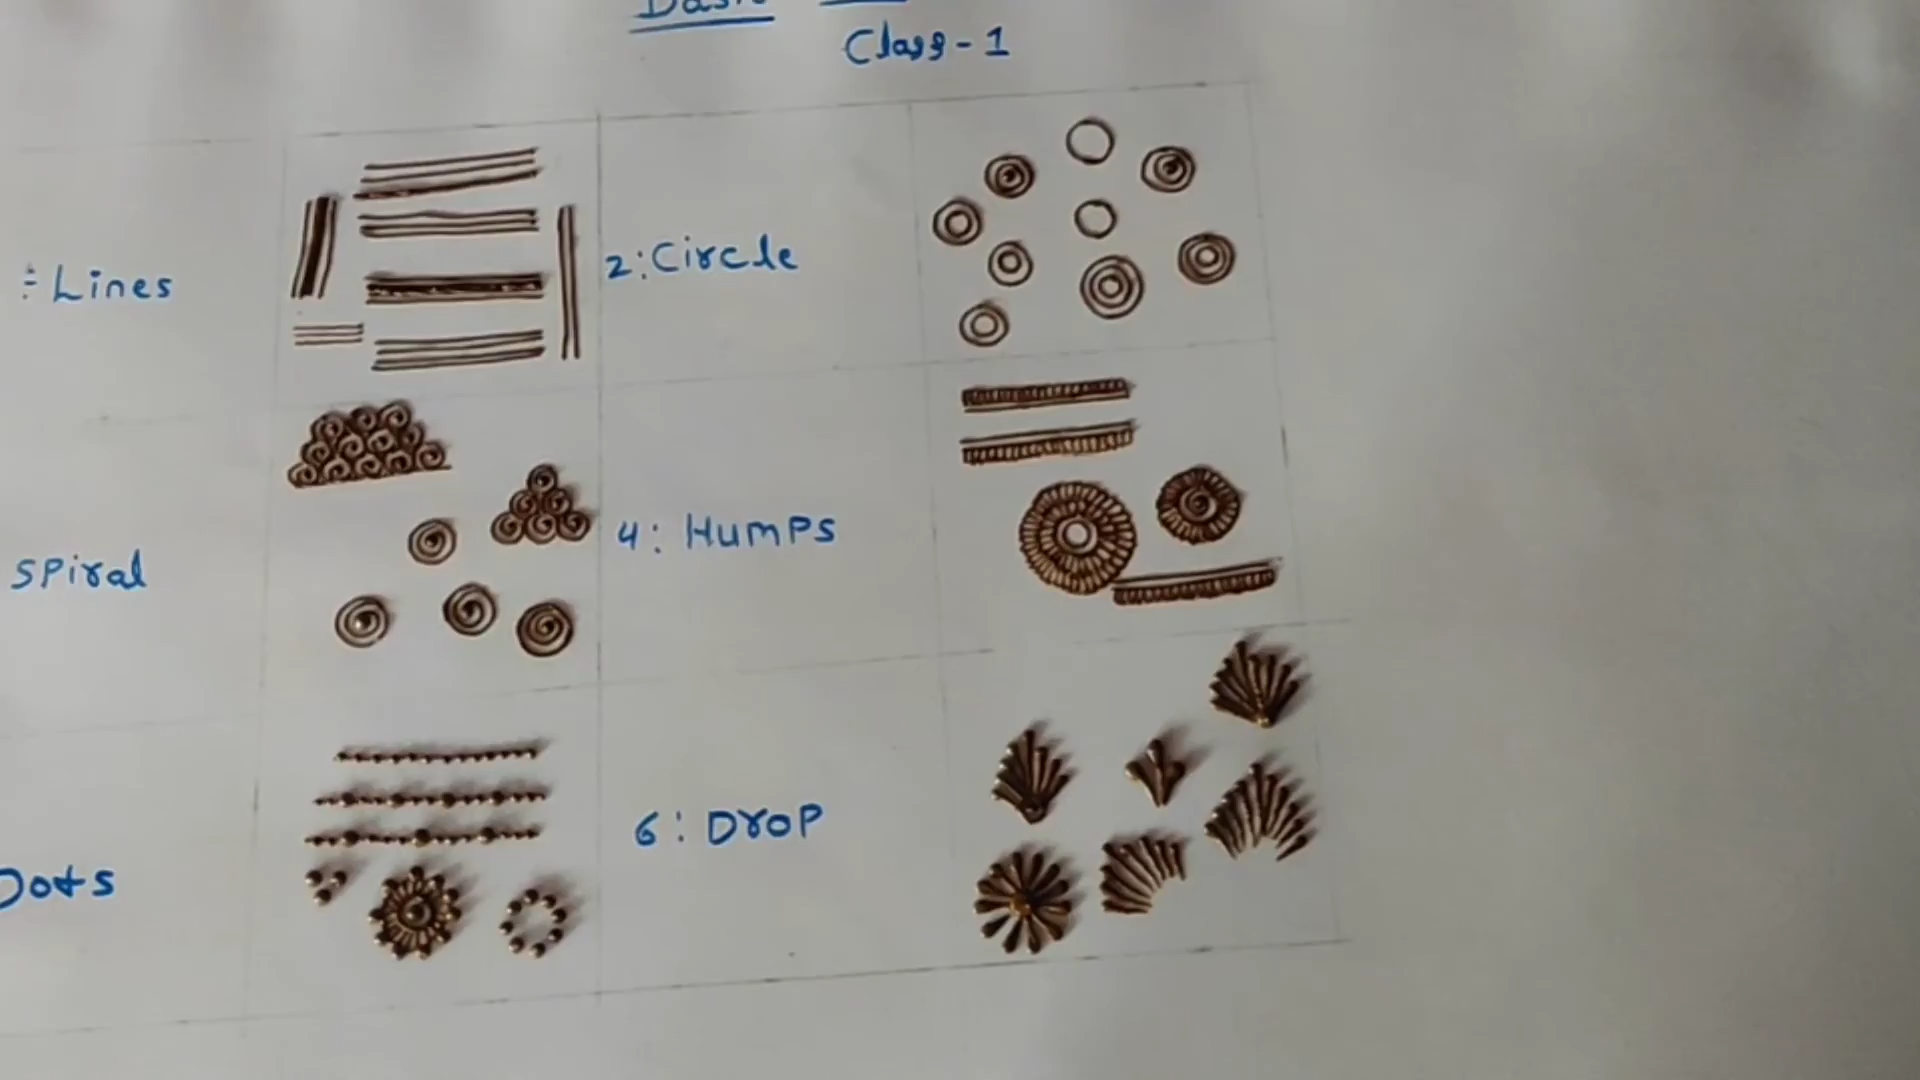 Class-1
Lines
2:Circle
Spiral
4: Humps
Dots
6: Drop